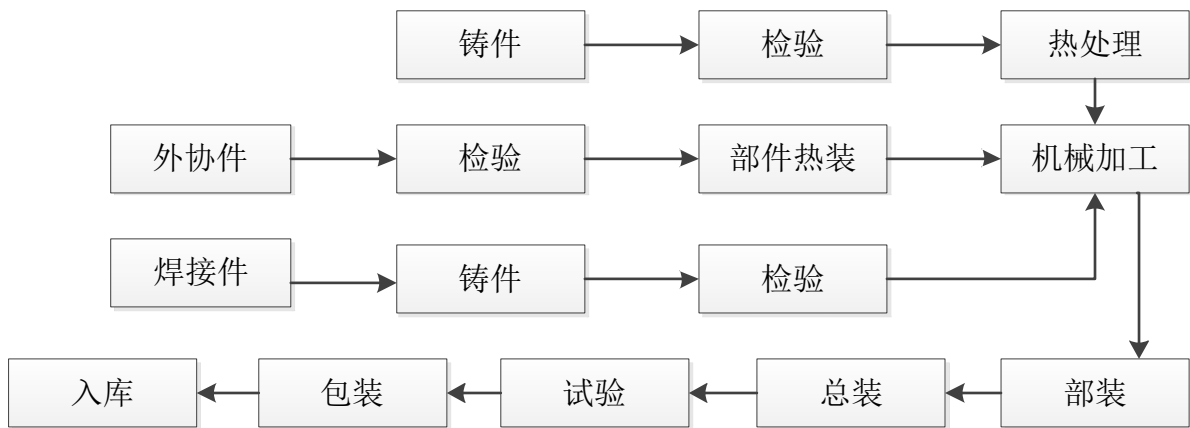 铸件
检验
热处理
外协件
检验
部件热装
机械加工
焊接件
铸件
检验
入库
包装
试验
总装
部装